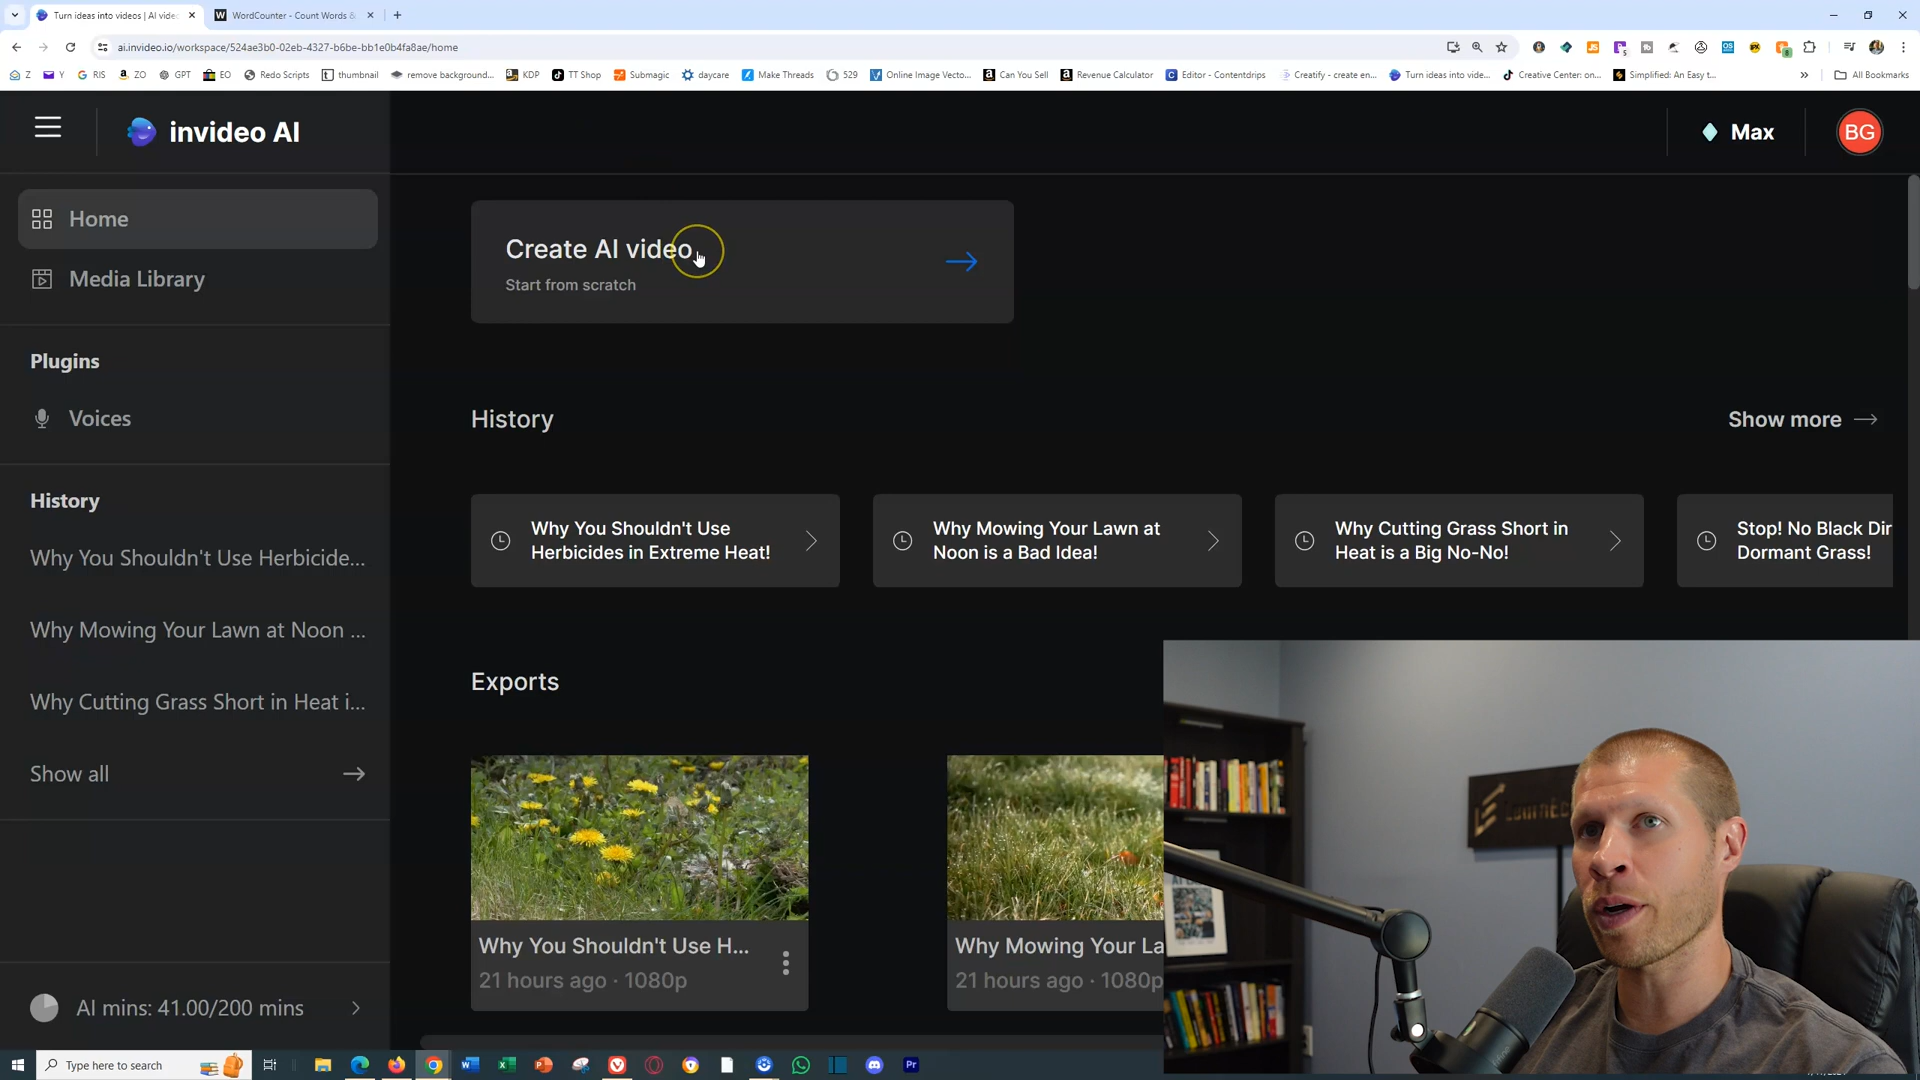 Turn ideas into videos | AI vide
WordCounter - Count Words &
ai.invideo.io/workspace/524ae3b0-02eb-4327-b6be-bb1e0b4fa8ae/home
Z Y RIS ZO GPT EO Redo Scripts thumbnail remove background... KDP TT Shop Submagic daycare Make Threads 529 Online Image Vecto... Can You Sell Revenue Calculator Editor - Contentdrips Creatify - create en... Turn ideas into vide... Creative Center: on... Simplified: An Easy t... » All Bookmarks
invideo AI
Max
BG
Home
Media Library
Plugins
Voices
History
Why You Shouldn't Use Herbicide...
Why Mowing Your Lawn at Noon ...
Why Cutting Grass Short in Heat i...
Show all
AI mins: 41.00/200 mins
Create AI video
Start from scratch
History
Show more
Why You Shouldn't Use
Herbicides in Extreme Heat!
Why Mowing Your Lawn at
Noon is a Bad Idea!
Why Cutting Grass Short in
Heat is a Big No-No!
Stop! No Black Dir
Dormant Grass!
Exports
Why You Shouldn't Use H...
21 hours ago · 1080p
Why Mowing Your La
21 hours ago · 1080p
Type here to search